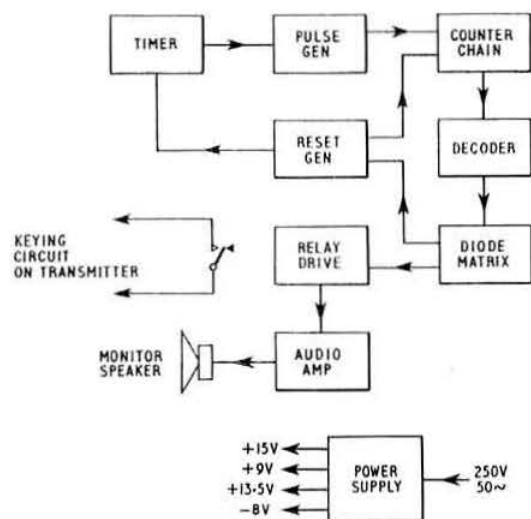 TIMER
PULSE
GEN
COUNTER
CHAIN
RESET
GEN
DECODER
KEYING
CIRCUIT
ON TRANSMITTER
RELAY
DRIVE
DIODE
MATRIX
MONITOR
SPEAKER
AUDIO
AMP
+15V
+9V
+13·5V
-8V
POWER
SUPPLY
250V
50~